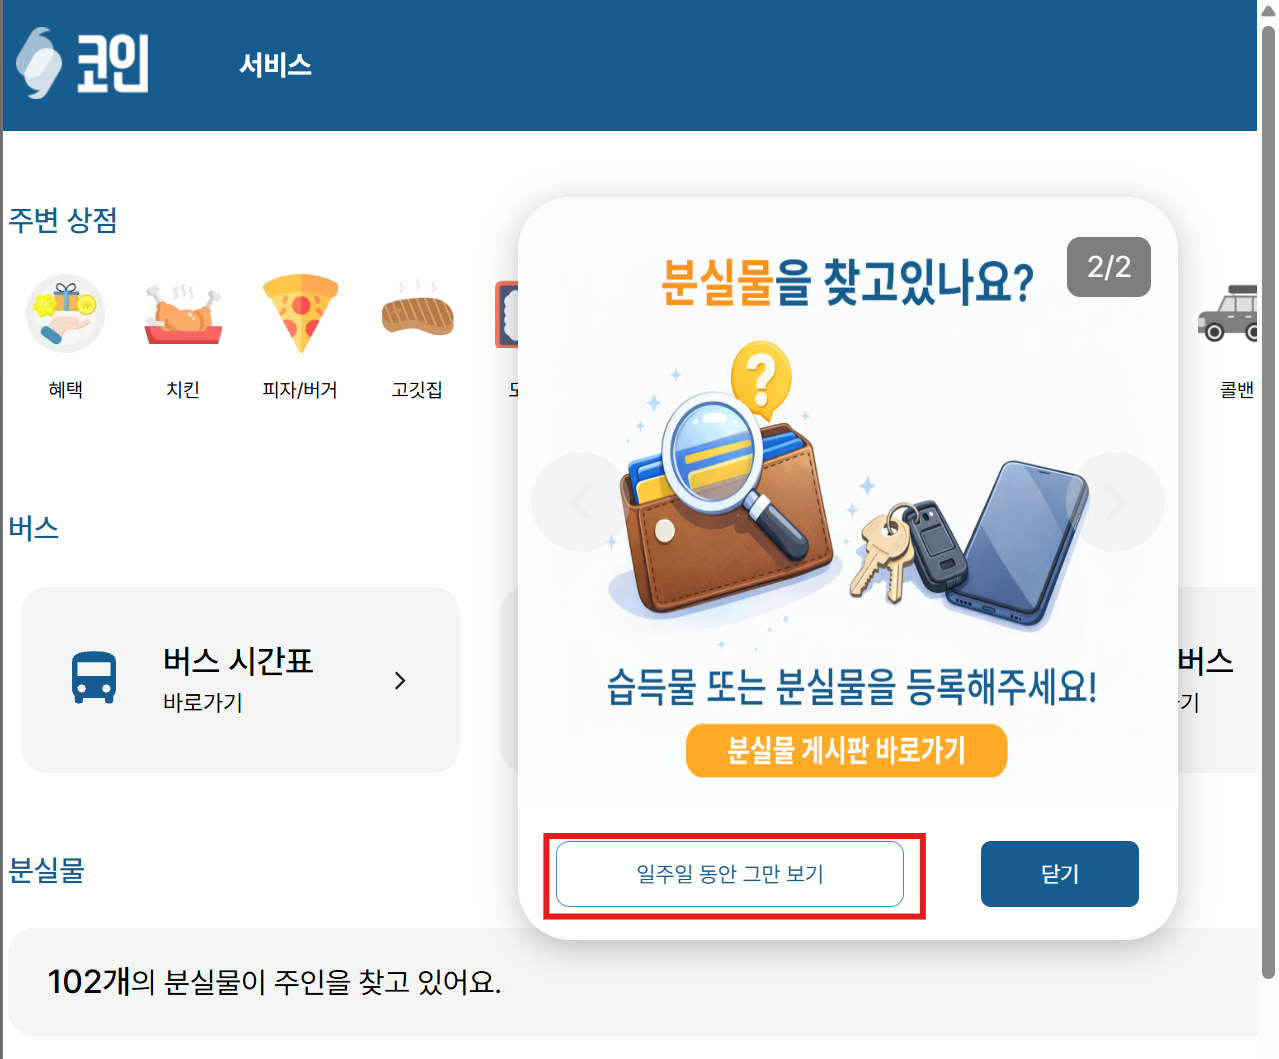 코인
서비스
주변 상점
혜택
치킨
피자/버거
고깃집
콜밴
2/2
분실물을 찾고있나요?
?
습득물 또는 분실물을 등록해주세요!
분실물 게시판 바로가기
일주일 동안 그만 보기
닫기
버스
버스 시간표
바로가기
버스
기
분실물
102개의 분실물이 주인을 찾고 있어요.